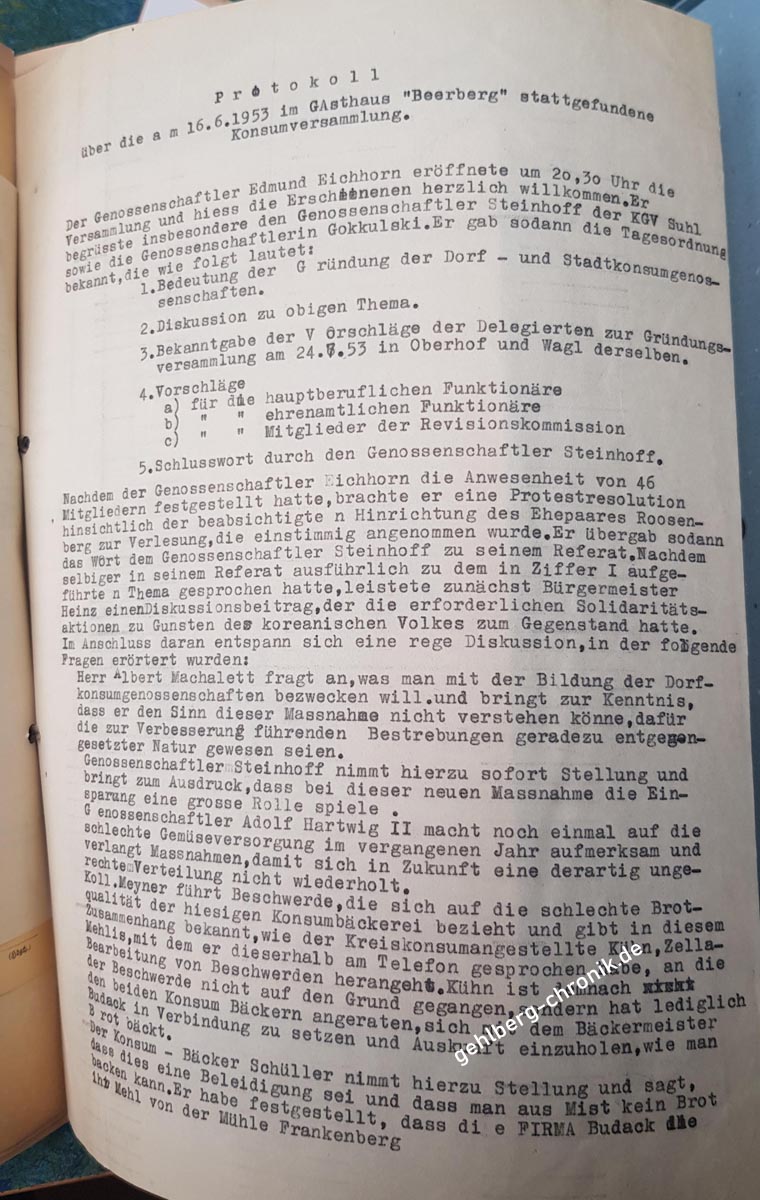 P r o t o k o l l
über die a m 16.6.1953 im GAsthaus "Beerberg" stattgefundene
Konsumversammlung.
Der Genossenschaftler Edmund Eichhorn eröffnete um 20,30 Uhr die
Versammlung und hiess die Erschienenen herzlich willkommen.Er
begrüsste insbesondere den Genossenschaftler Steinhoff der KGV Suhl
sowie die Genossenschaftlerin Gokkulski.Er gab sodann die Tagesordnung
bekannt,die wie folgt lautet:
1.Bedeutung der G ründung der Dorf - und Stadtkonsumgenos-
senschaften.
2.Diskussion zu obigen Thema.
3.Bekanntgabe der V orschläge der Delegierten zur Gründungs-
versammlung am 24. .53 in Oberhof und Wagl derselben.
4.Vorschläge
a) für die hauptberuflichen Funktionäre
b) " " ehrenamtlichen Funktionäre
c) " " Mitglieder der Revisionskommission
5.Schlusswort durch den Genossenschaftler Steinhoff.
Nachdem der Genossenschaftler Eichhorn die Anwesenheit von 46
Mitgliedern festgestellt hatte,brachte er eine Protestresolution
hinsichtlich der beabsichtigte n Hinrichtung des Ehepaares Roosen-
berg zur Verlesung,die einstimmig angenommen wurde.Er übergab sodann
das Wort dem Genossenschaftler Steinhoff zu seinem Referat.Nachdem
selbiger in seinem Referat ausführlich zu dem in Ziffer I aufge-
führte n Thema gesprochen hatte,leistete zunächst Bürgermeister
Heinz einenDiskussionsbeitrag,der die erforderlichen Solidaritäts-
aktionen zu Gunsten des koreanischen Volkes zum Gegenstand hatte.
Im Anschluss daran entspann sich eine rege Diskussion,in der folgende
Fragen erörtert wurden:
Herr Albert Machalett fragt an,was man mit der Bildung der Dorf-
konsumgenossenschaften bezwecken will.und bringt zur Kenntnis,
dass er den Sinn dieser Massnahme nicht verstehen könne,dafür
die zur Verbesserung führenden Bestrebungen geradezu entgegen-
gesetzter Natur gewesen seien.
Genossenschaftler Steinhoff nimmt hierzu sofort Stellung und
bringt zum Ausdruck,dass bei dieser neuen Massnahme die Ein-
sparung eine grosse Rolle spiele .
G enossenschaftler Adolf Hartwig II macht noch einmal auf die
schlechte Gemüseversorgung im vergangenen Jahr aufmerksam und
verlangt Massnahmen,damit sich in Zukunft eine derartig unge-
rechte Verteilung nicht wiederholt.
Koll.Meyner führt Beschwerde,die sich auf die schlechte Brot-
qualität der hiesigen Konsumbäckerei bezieht und gibt in diesem
Zusammenhang bekannt,wie der Kreiskonsumangestellte Kühn,Zella-
Mehlis,mit dem er dieserhalb am Telefon gesprochen habe, an die
Bearbeitung von Beschwerden herangeht.Kühn ist demnach
der Beschwerde nicht auf den Grund gegangen,sondern hat lediglich
den beiden Konsum Bäckern angeraten,sich mit dem Bäckermeister
Budack in Verbindung zu setzen und Auskunft einzuholen,wie man
B rot bäckt.
Der Konsum - Bäcker Schüller nimmt hierzu Stellung und sagt,
dass dies eine Beleidigung sei und dass man aus Mist kein Brot
backen kann.Er habe festgestellt, dass di e FIRMA Budack
ihr Mehl von der Mühle Frankenberg
gehlberg-chronik.de